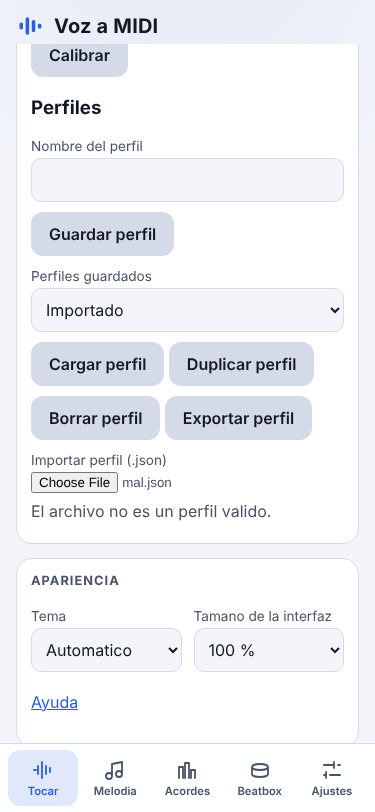 Voz a MIDI
Calibrar
Perfiles
Nombre del perfil
Guardar perfil
Perfiles guardados
Importado
Cargar perfil Duplicar perfil
Borrar perfil Exportar perfil
Importar perfil (.json)
Choose File mal.json
El archivo no es un perfil valido.
APARIENCIA
Tema Tamano de la interfaz
Automatico 100 %
Ayuda
Tocar Melodia Acordes Beatbox Ajustes